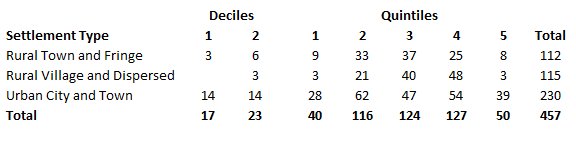 Deciles Quintiles
Settlement Type 1 2 1 2 3 4 5 Total
Rural Town and Fringe 3 6 9 33 37 25 8 112
Rural Village and Dispersed 3 3 21 40 48 3 115
Urban City and Town 14 14 28 62 47 54 39 230
Total 17 23 40 116 124 127 50 457